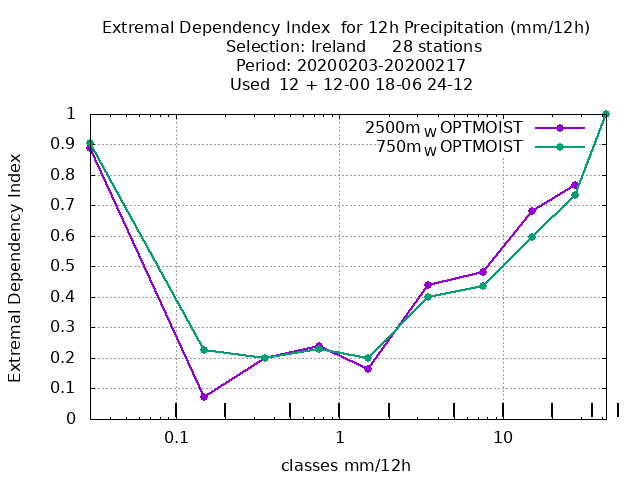 Extremal Dependency Index  for 12h Precipitation (mm/12h)
Selection: Ireland     28 stations
Period: 20200203-20200217
Used  12 + 12-00 18-06 24-12
2500m_W OPTMOIST
750m_W OPTMOIST
Extremal Dependency Index
1
0.9
0.8
0.7
0.6
0.5
0.4
0.3
0.2
0.1
0
0.1
1
10
classes mm/12h